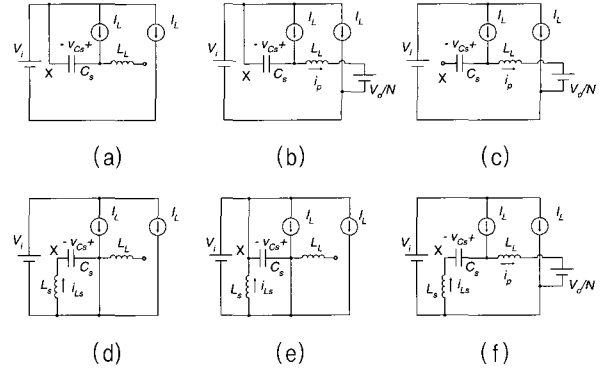 I_L I_L
V_i - v_Cs + L_L
X C_s
(a)
I_L I_L
V_i - v_Cs + L_L
X C_s i_p V_o/N
(b)
I_L I_L
V_i - v_Cs + L_L
X C_s i_p V_o/N
(c)
I_L I_L
V_i X - v_Cs + L_L
C_s
L_s i_Ls
(d)
I_L I_L
V_i X - v_Cs + L_L
C_s
L_s i_Ls
(e)
I_L I_L
V_i X - v_Cs + L_L
C_s i_p
L_s i_Ls V_o/N
(f)